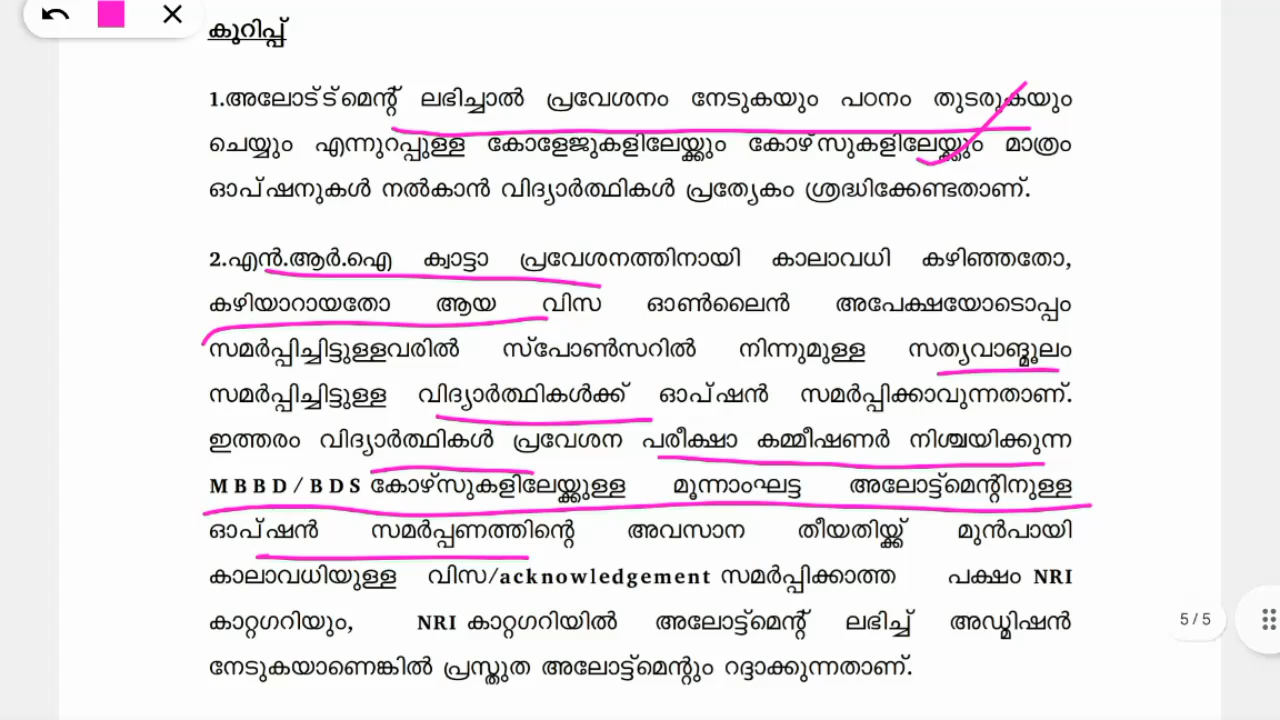 കുറിപ്പ്
1.അലോട്ട്മെന്റ് ലഭിച്ചാൽ പ്രവേശനം നേടുകയും പഠനം തുടരുകയും
ചെയ്യും എന്നുറപ്പുള്ള കോളേജുകളിലേയ്ക്കും കോഴ്സുകളിലേയ്ക്കും മാത്രം
ഓപ്ഷനുകൾ നൽകാൻ വിദ്യാർത്ഥികൾ പ്രത്യേകം ശ്രദ്ധിക്കേണ്ടതാണ്.
2.എൻ.ആർ.ഐ ക്വാട്ടാ പ്രവേശനത്തിനായി കാലാവധി കഴിഞ്ഞതോ,
കഴിയാറായതോ ആയ വിസ ഓൺലൈൻ അപേക്ഷയോടൊപ്പം
സമർപ്പിച്ചിട്ടുള്ളവരിൽ സ്പോൺസറിൽ നിന്നുമുള്ള സത്യവാങ്മൂലം
സമർപ്പിച്ചിട്ടുള്ള വിദ്യാർത്ഥികൾക്ക് ഓപ്ഷൻ സമർപ്പിക്കാവുന്നതാണ്.
ഇത്തരം വിദ്യാർത്ഥികൾ പ്രവേശന പരീക്ഷാ കമ്മീഷണർ നിശ്ചയിക്കുന്ന
MBBD/BDS കോഴ്സുകളിലേയ്ക്കുള്ള മൂന്നാംഘട്ട അലോട്ട്മെന്റിനുള്ള
ഓപ്ഷൻ സമർപ്പണത്തിന്റെ അവസാന തീയതിയ്ക്ക് മുൻപായി
കാലാവധിയുള്ള വിസ/acknowledgement സമർപ്പിക്കാത്ത പക്ഷം NRI
കാറ്റഗറിയും, NRI കാറ്റഗറിയിൽ അലോട്ട്മെന്റ് ലഭിച്ച് അഡ്മിഷൻ
നേടുകയാണെങ്കിൽ പ്രസ്തുത അലോട്ട്മെന്റും റദ്ദാക്കുന്നതാണ്.
5/5